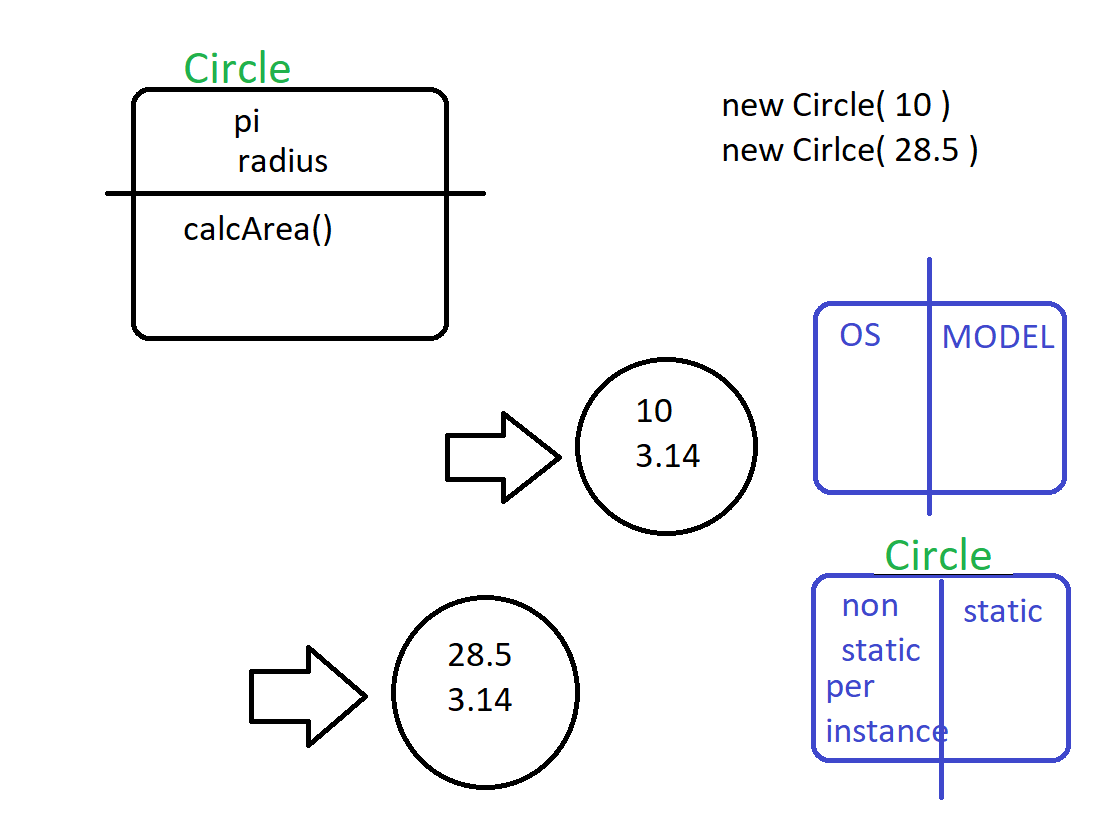 Circle
pi
radius
calcArea()
new Circle( 10 )
new Cirlce( 28.5 )
OS
MODEL
10
3.14
Circle
non
static
per
instance
static
28.5
3.14